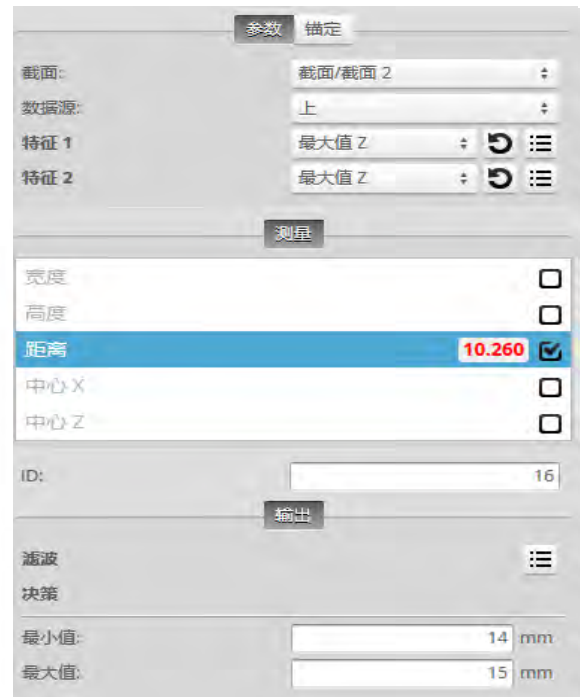 参数 锚定
截面: 截面/截面 2
数据源: 上
特征 1 最大值 Z
特征 2 最大值 Z
测量
宽度
高度
距离 10.260
中心 X
中心 Z
ID: 16
输出
滤波
决策
最小值: 14 mm
最大值: 15 mm